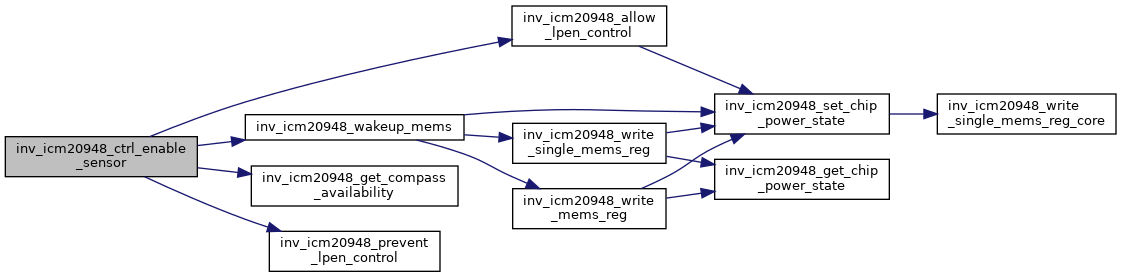 inv_icm20948_ctrl_enable
_sensor
inv_icm20948_allow
_lpen_control
inv_icm20948_wakeup_mems
inv_icm20948_get_compass
_availability
inv_icm20948_prevent
_lpen_control
inv_icm20948_write
_single_mems_reg
inv_icm20948_write
_mems_reg
inv_icm20948_set_chip
_power_state
inv_icm20948_get_chip
_power_state
inv_icm20948_write
_single_mems_reg_core